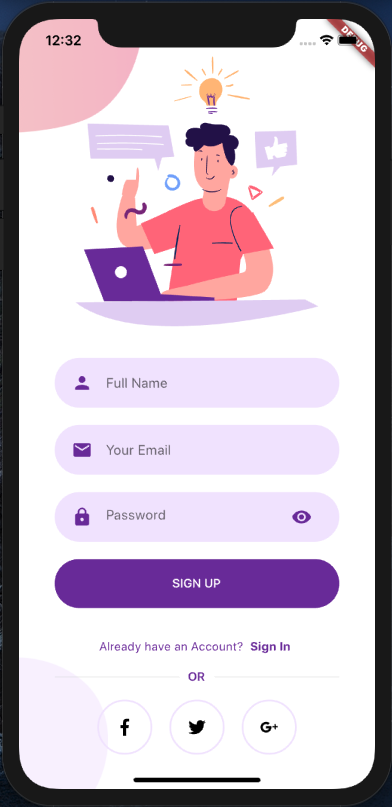 12:32
DEBUG
Full Name
Your Email
Password
SIGN UP
Already have an Account? Sign In
OR
f
G+